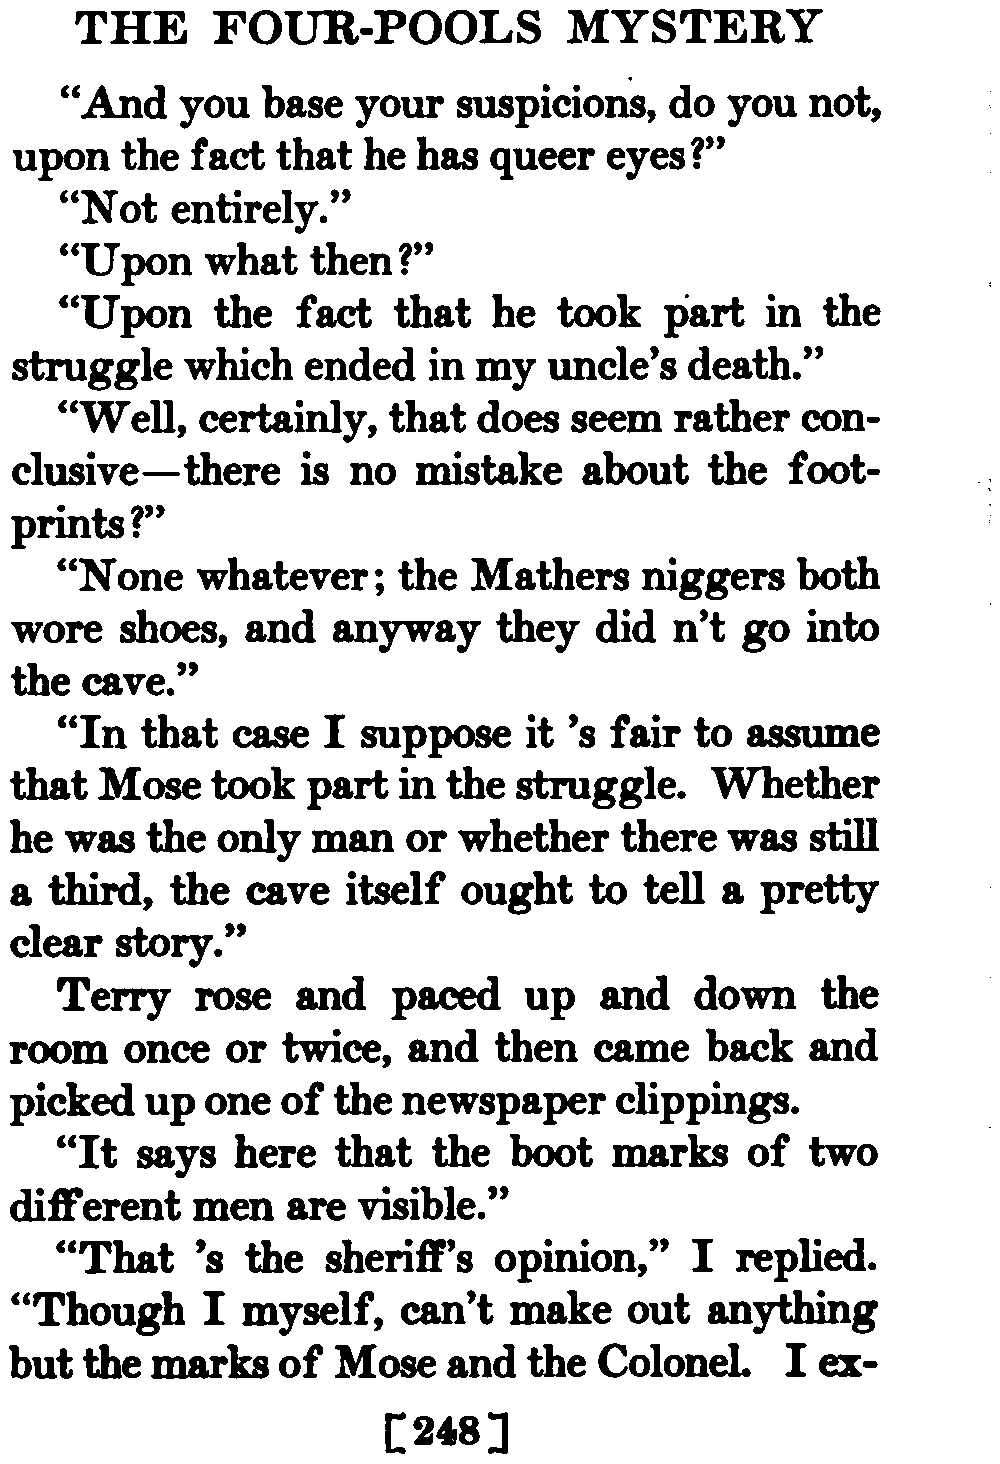 THE FOUR-POOLS MYSTERY
“And you base your suspicions, do you not,
upon the fact that he has queer eyes?”
“Not entirely.”
“Upon what then?”
“Upon the fact that he took part in the
struggle which ended in my uncle’s death.”
“Well, certainly, that does seem rather con-
clusive—there is no mistake about the foot-
prints?”
“None whatever; the Mathers niggers both
wore shoes, and anyway they did n’t go into
the cave.”
“In that case I suppose it ’s fair to assume
that Mose took part in the struggle. Whether
he was the only man or whether there was still
a third, the cave itself ought to tell a pretty
clear story.”
Terry rose and paced up and down the
room once or twice, and then came back and
picked up one of the newspaper clippings.
“It says here that the boot marks of two
different men are visible.”
“That ’s the sheriff’s opinion,” I replied.
“Though I myself, can’t make out anything
but the marks of Mose and the Colonel. I ex-
[248]